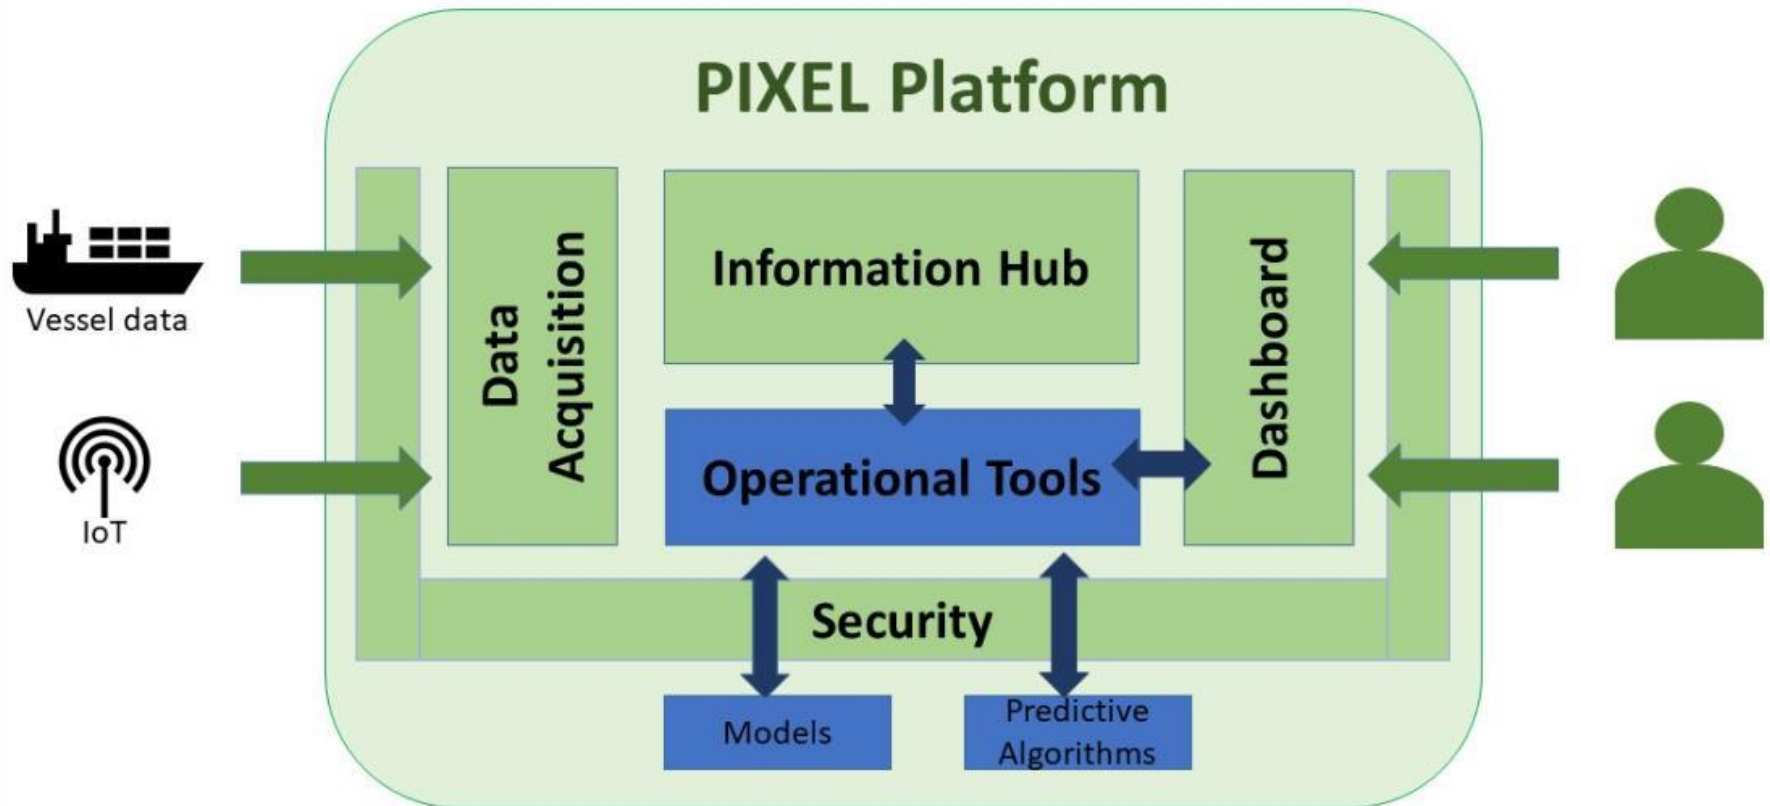 PIXEL Platform
Vessel data
IoT
Data
Acquisition
Information Hub
Operational Tools
Dashboard
Security
Models
Predictive
Algorithms